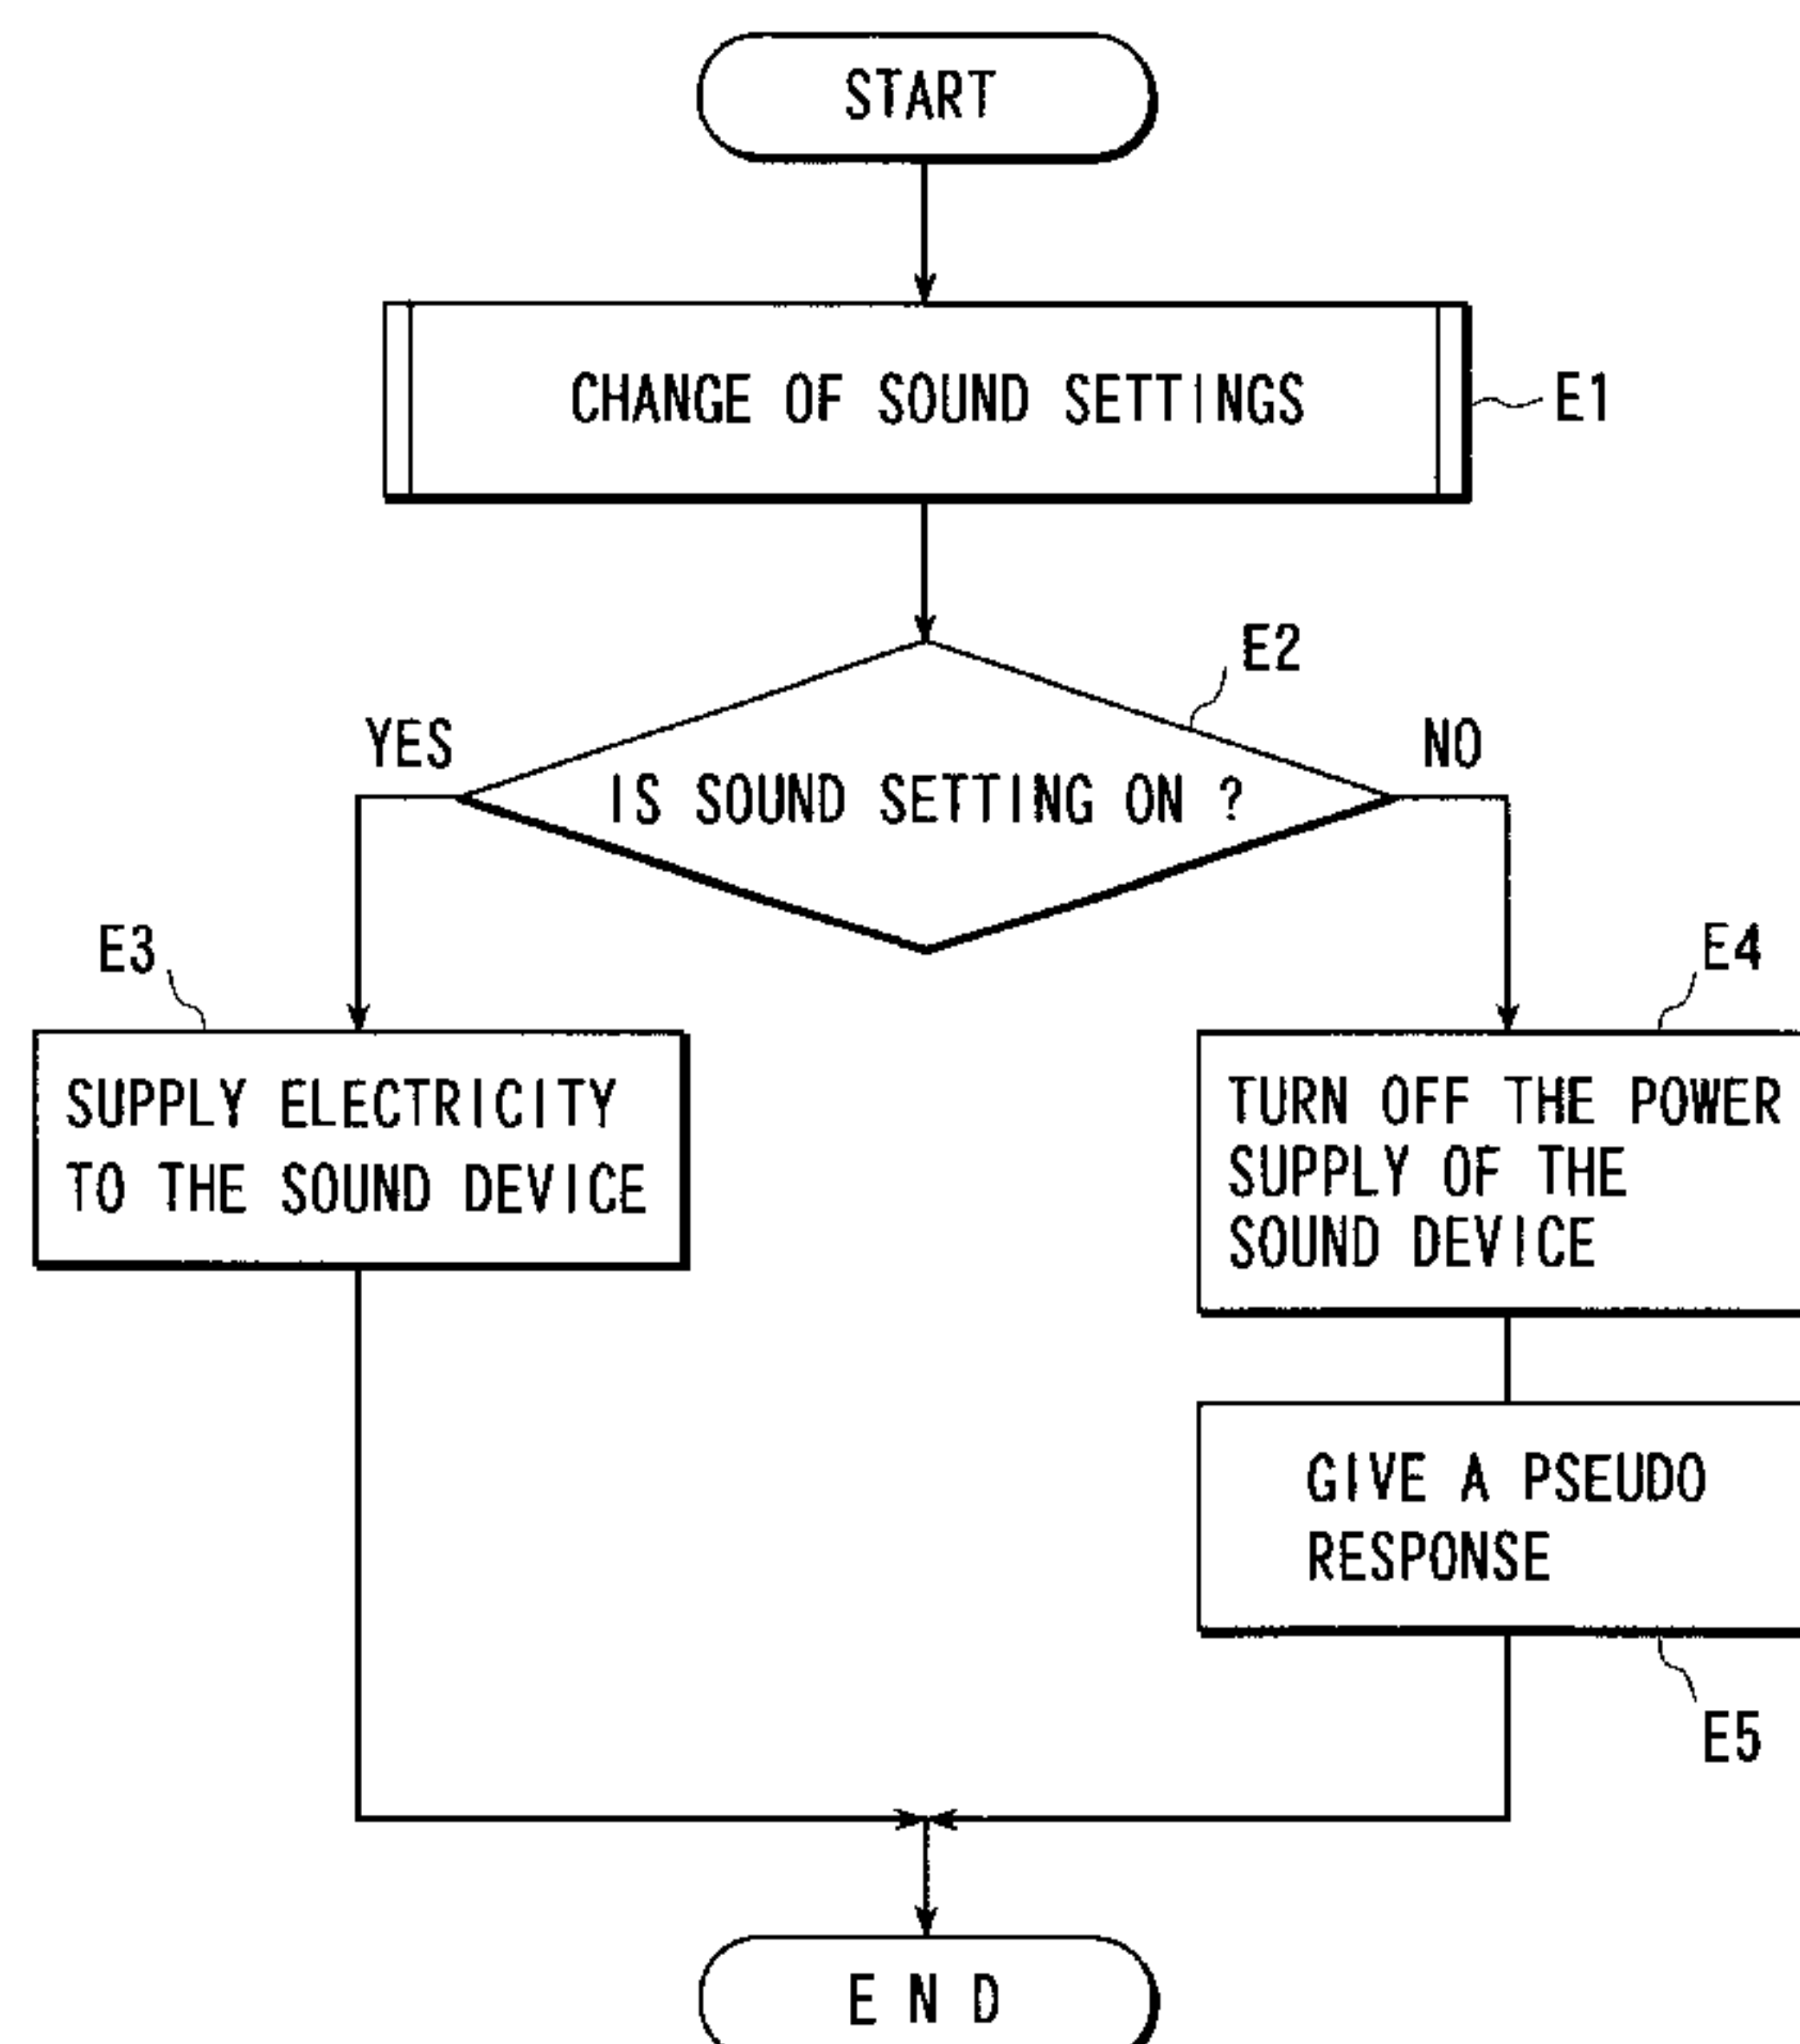 START
CHANGE OF SOUND SETTINGS
E1
E2
YES
NO
IS SOUND SETTING ON ?
E3
E4
SUPPLY ELECTRICITY
TO THE SOUND DEVICE
TURN OFF THE POWER
SUPPLY OF THE
SOUND DEVICE
GIVE A PSEUDO
RESPONSE
E5
END